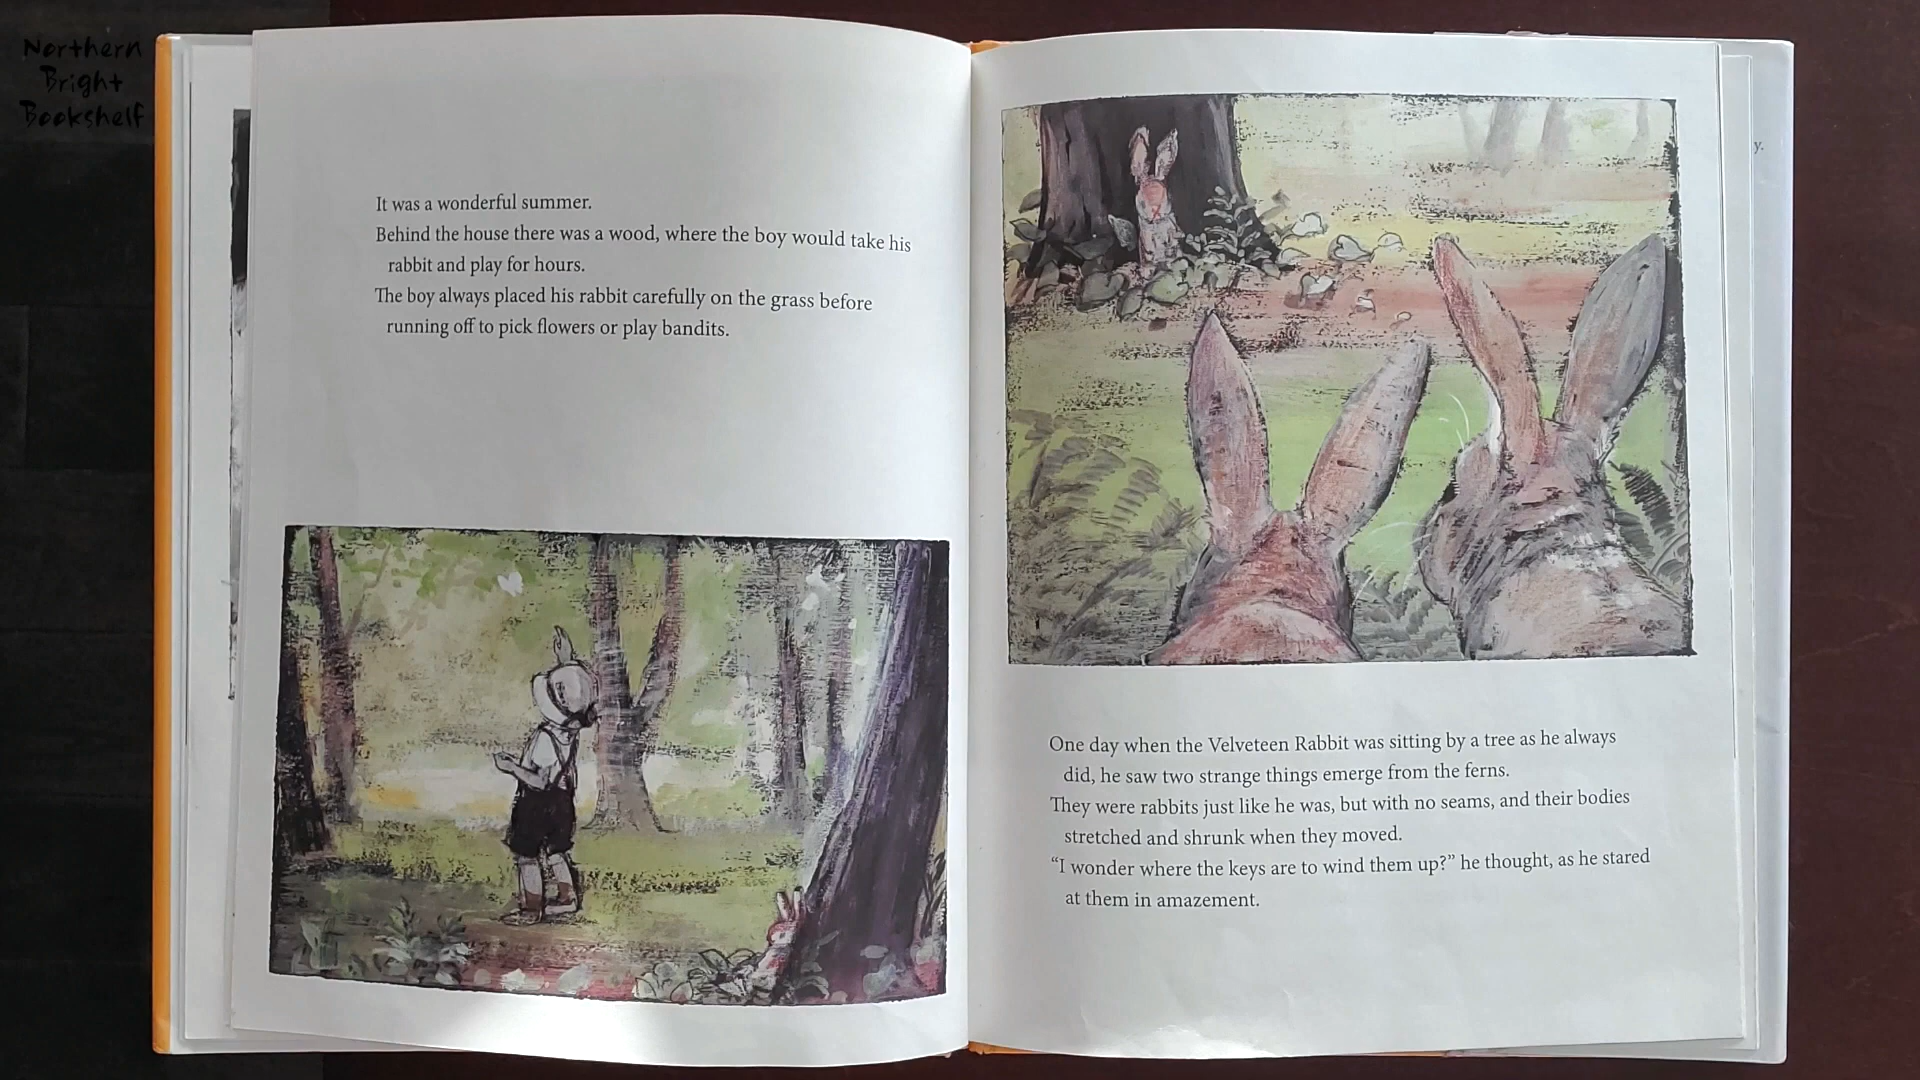 Northern
Bright
Bookshelf
It was a wonderful summer.
Behind the house there was a wood, where the boy would take his
rabbit and play for hours.
The boy always placed his rabbit carefully on the grass before
running off to pick flowers or play bandits.
One day when the Velveteen Rabbit was sitting by a tree as he always
did, he saw two strange things emerge from the ferns.
They were rabbits just like he was, but with no seams, and their bodies
stretched and shrunk when they moved.
“I wonder where the keys are to wind them up?” he thought, as he stared
at them in amazement.
y.